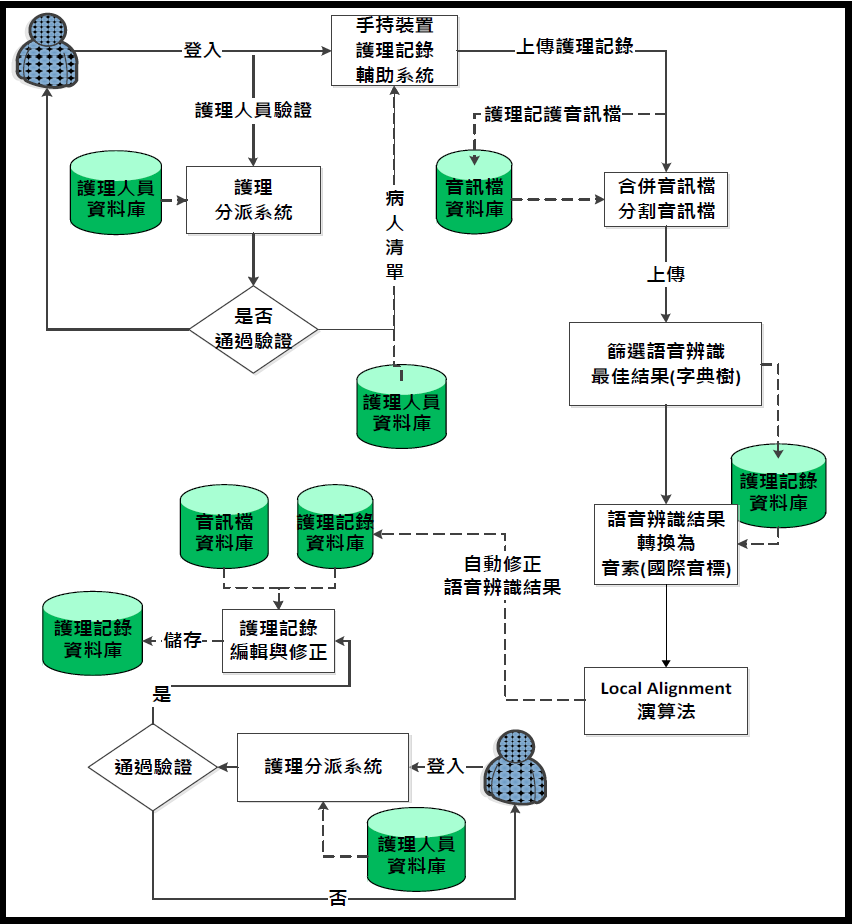 登入
手持裝置
護理記錄
輔助系統
上傳護理記錄
護理人員驗證
護理記護音訊檔
護理人員
資料庫
護理
分派系統
病
人
清
單
音訊檔
資料庫
合併音訊檔
分割音訊檔
上傳
是否
通過驗證
篩選語音辨識
最佳結果(字典樹)
護理人員
資料庫
護理記錄
資料庫
音訊檔
資料庫
護理記錄
資料庫
語音辨識結果
轉換為
音素(國際音標)
自動修正
語音辨識結果
護理記錄
資料庫
儲存
護理記錄
編輯與修正
Local Alignment
演算法
是
通過驗證
護理分派系統
登入
護理人員
資料庫
否